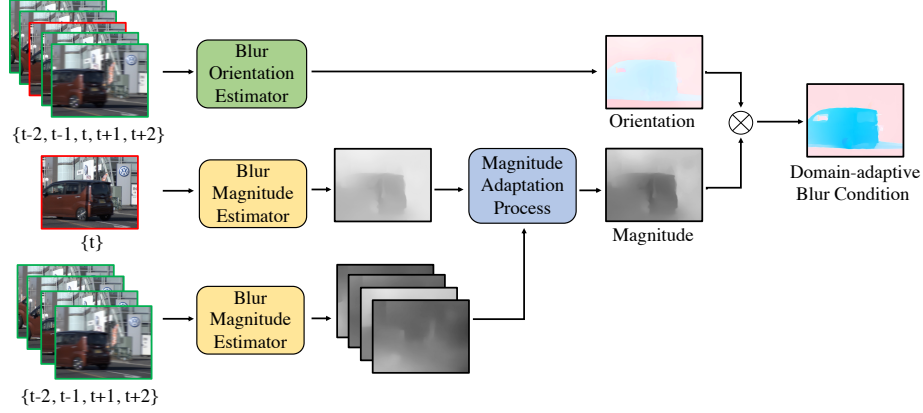 Blur
Orientation
Estimator
{t-2, t-1, t, t+1, t+2}
Orientation
Domain-adaptive
Blur Condition
Blur
Magnitude
Estimator
{t}
Magnitude
Adaptation
Process
Magnitude
Blur
Magnitude
Estimator
{t-2, t-1, t+1, t+2}